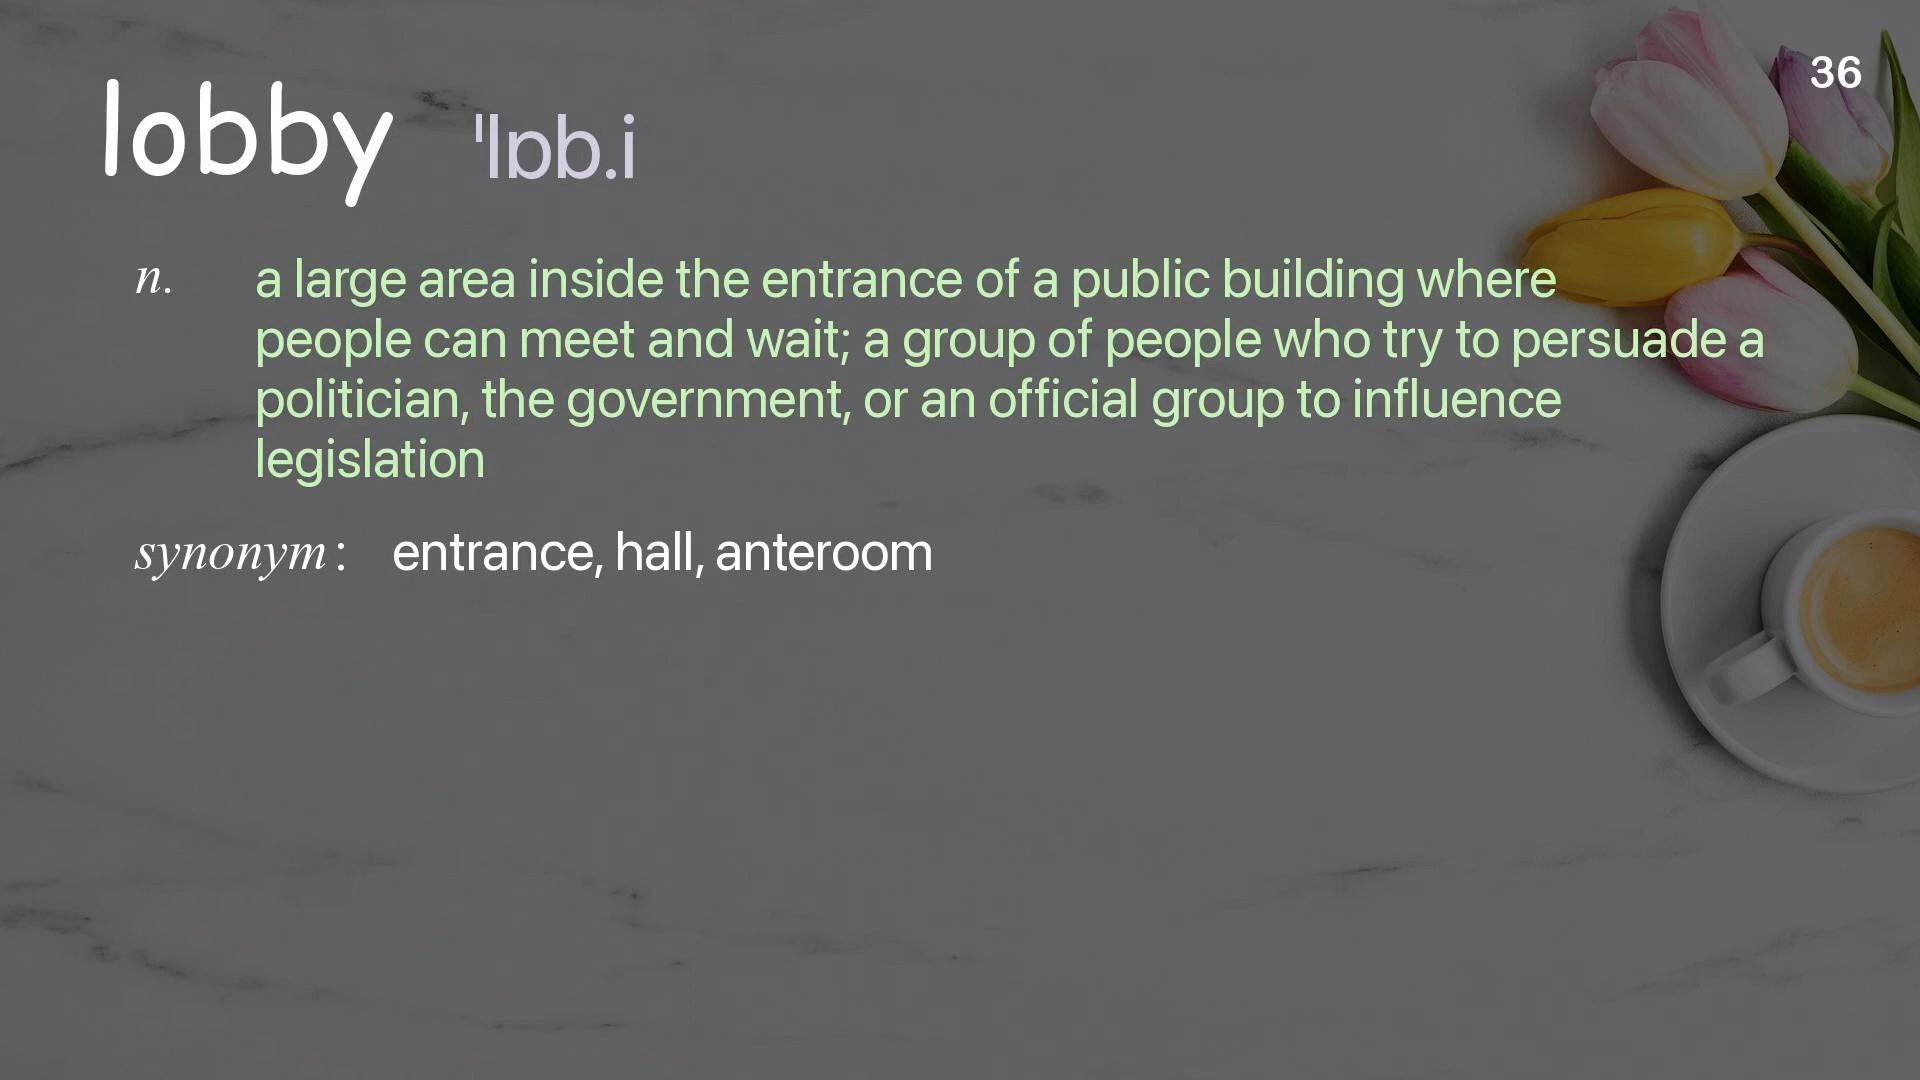 lobby ˈlɒb.i
36
n. a large area inside the entrance of a public building where
people can meet and wait; a group of people who try to persuade a
politician, the government, or an official group to influence
legislation
synonym: entrance, hall, anteroom